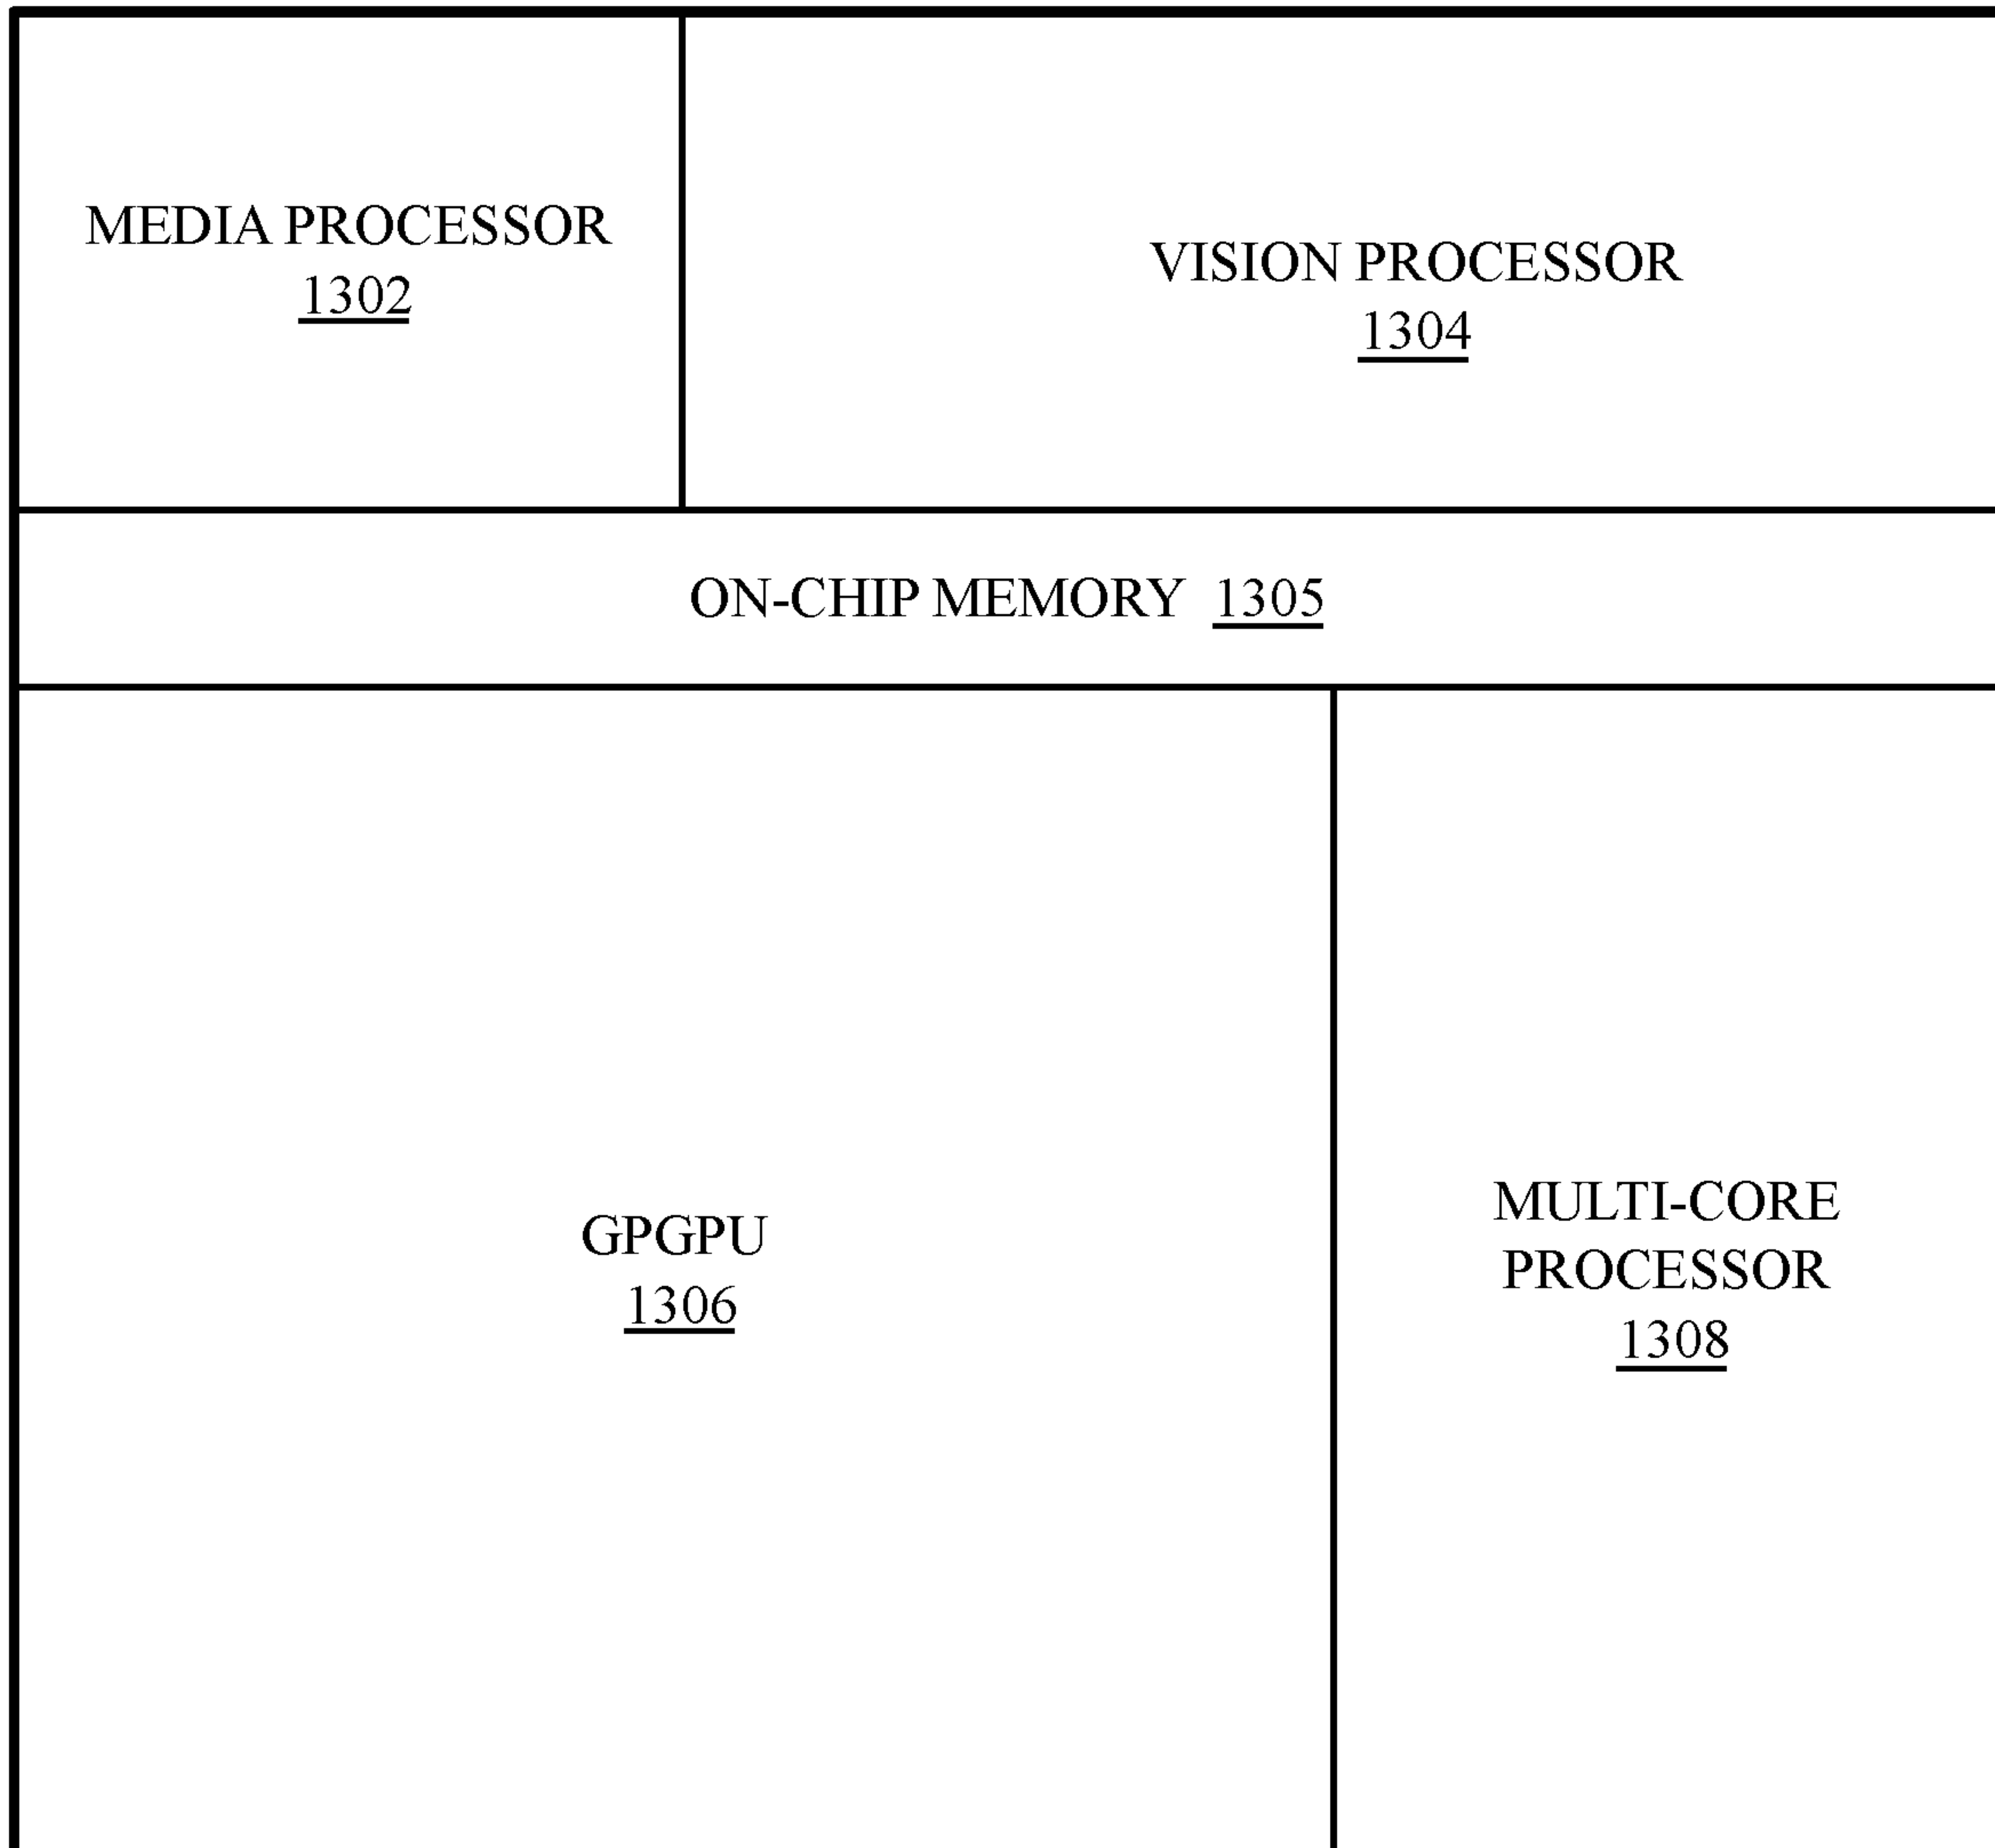 MEDIA PROCESSOR
1302
VISION PROCESSOR
1304
ON-CHIP MEMORY 1305
GPGPU
1306
MULTI-CORE
PROCESSOR
1308